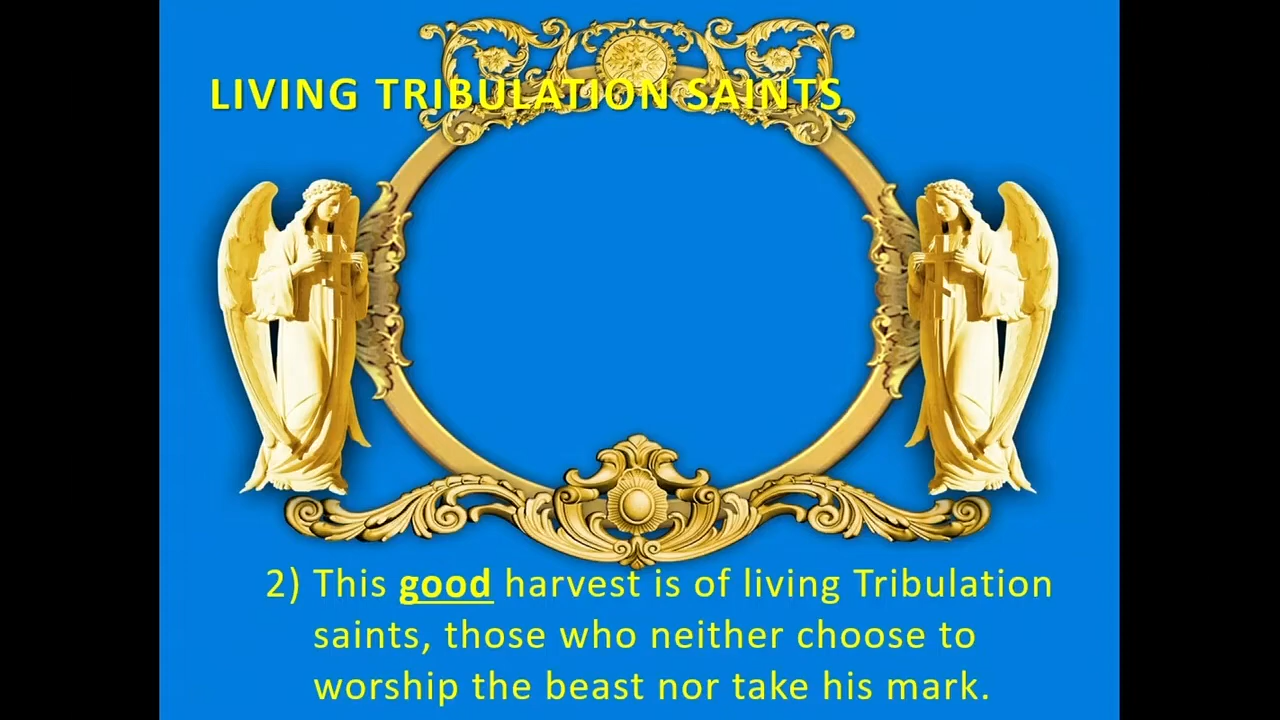 LIVING TRIBULATION SAINTS
2) This good harvest is of living Tribulation
saints, those who neither choose to
worship the beast nor take his mark.